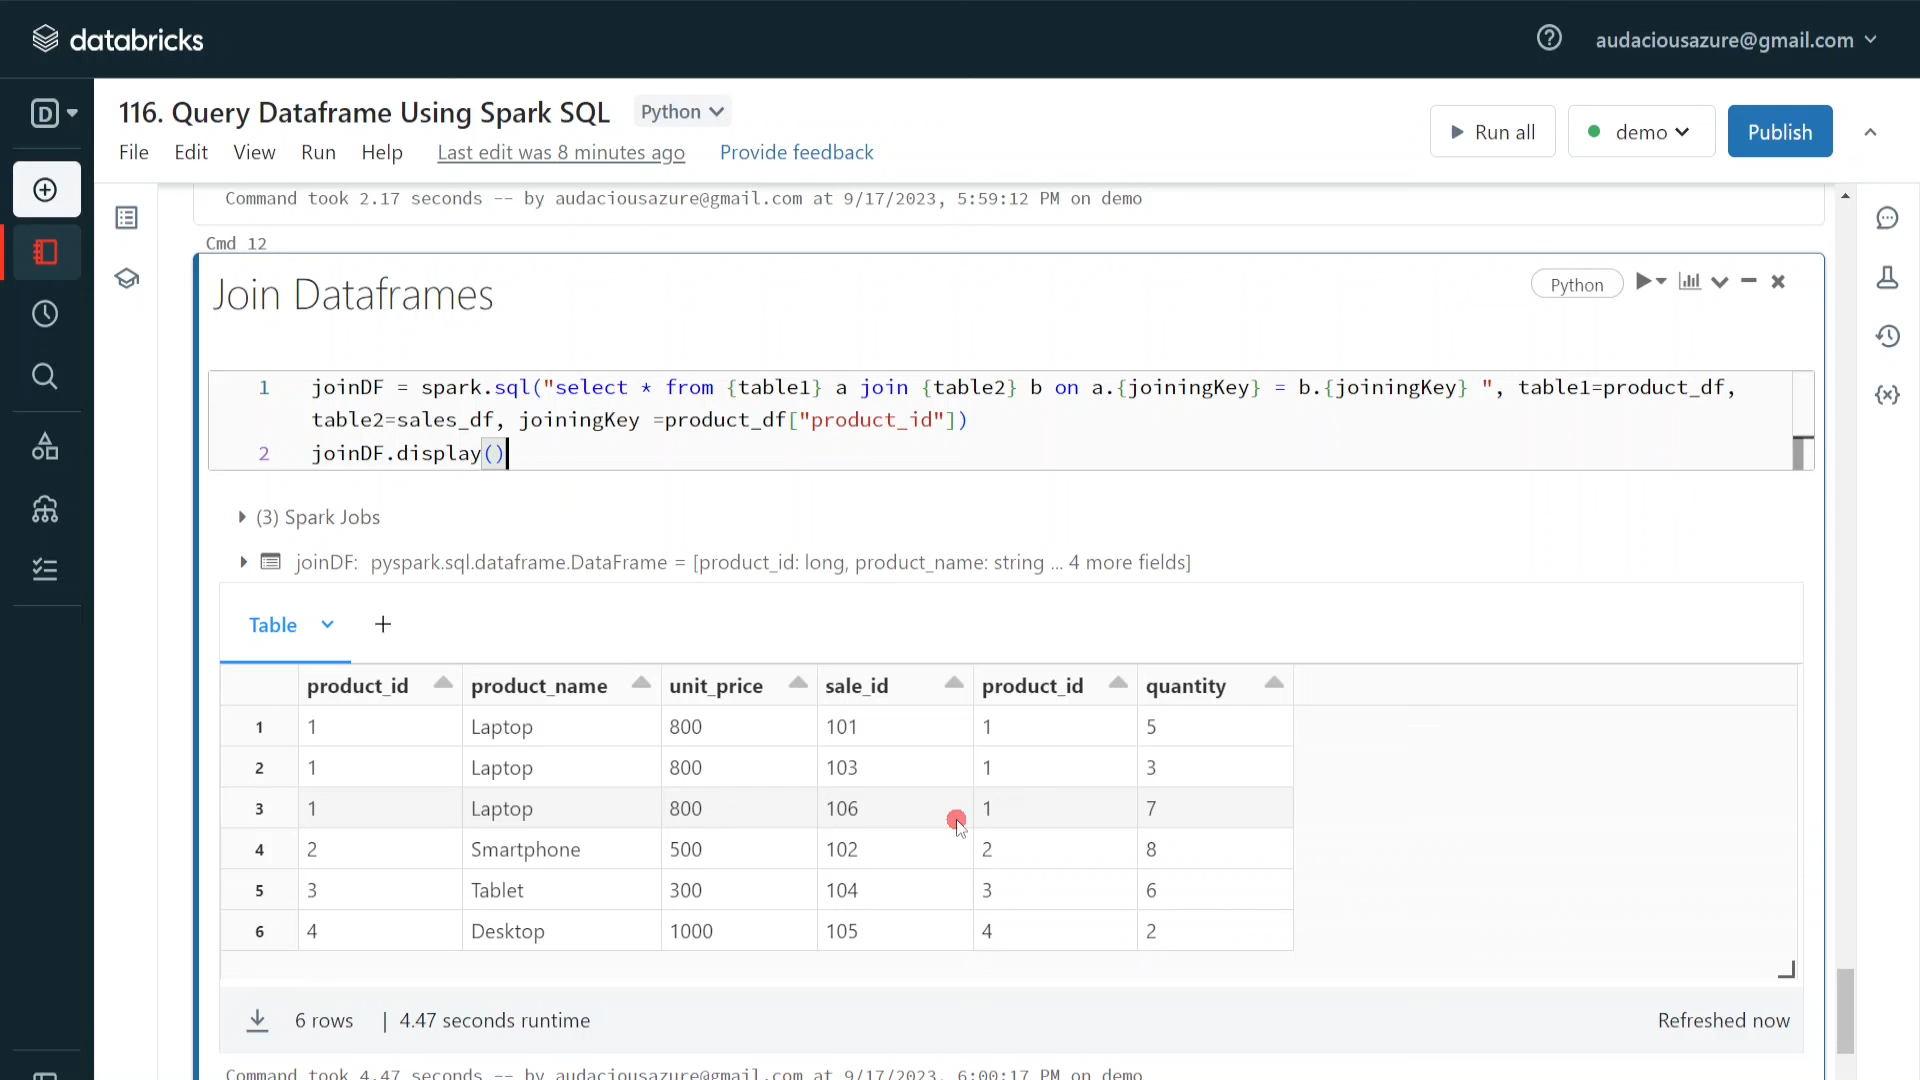 databricks
audaciousazure@gmail.com
D
116. Query Dataframe Using Spark SQL Python
File Edit View Run Help Last edit was 8 minutes ago Provide feedback
Run all demo Publish
Command took 2.17 seconds -- by audaciousazure@gmail.com at 9/17/2023, 5:59:12 PM on demo
Cmd 12
Join Dataframes
Python
1 joinDF = spark.sql("select * from {table1} a join {table2} b on a.{joiningKey} = b.{joiningKey} ", table1=product_df,
table2=sales_df, joiningKey =product_df["product_id"])
2 joinDF.display()
(3) Spark Jobs
joinDF: pyspark.sql.dataframe.DataFrame = [product_id: long, product_name: string ... 4 more fields]
Table +
product_id product_name unit_price sale_id product_id quantity
1 1 Laptop 800 101 1 5
2 1 Laptop 800 103 1 3
3 1 Laptop 800 106 1 7
4 2 Smartphone 500 102 2 8
5 3 Tablet 300 104 3 6
6 4 Desktop 1000 105 4 2
6 rows | 4.47 seconds runtime Refreshed now
Command took 4.47 seconds -- by audaciousazure@gmail.com at 9/17/2023, 6:00:17 PM on demo